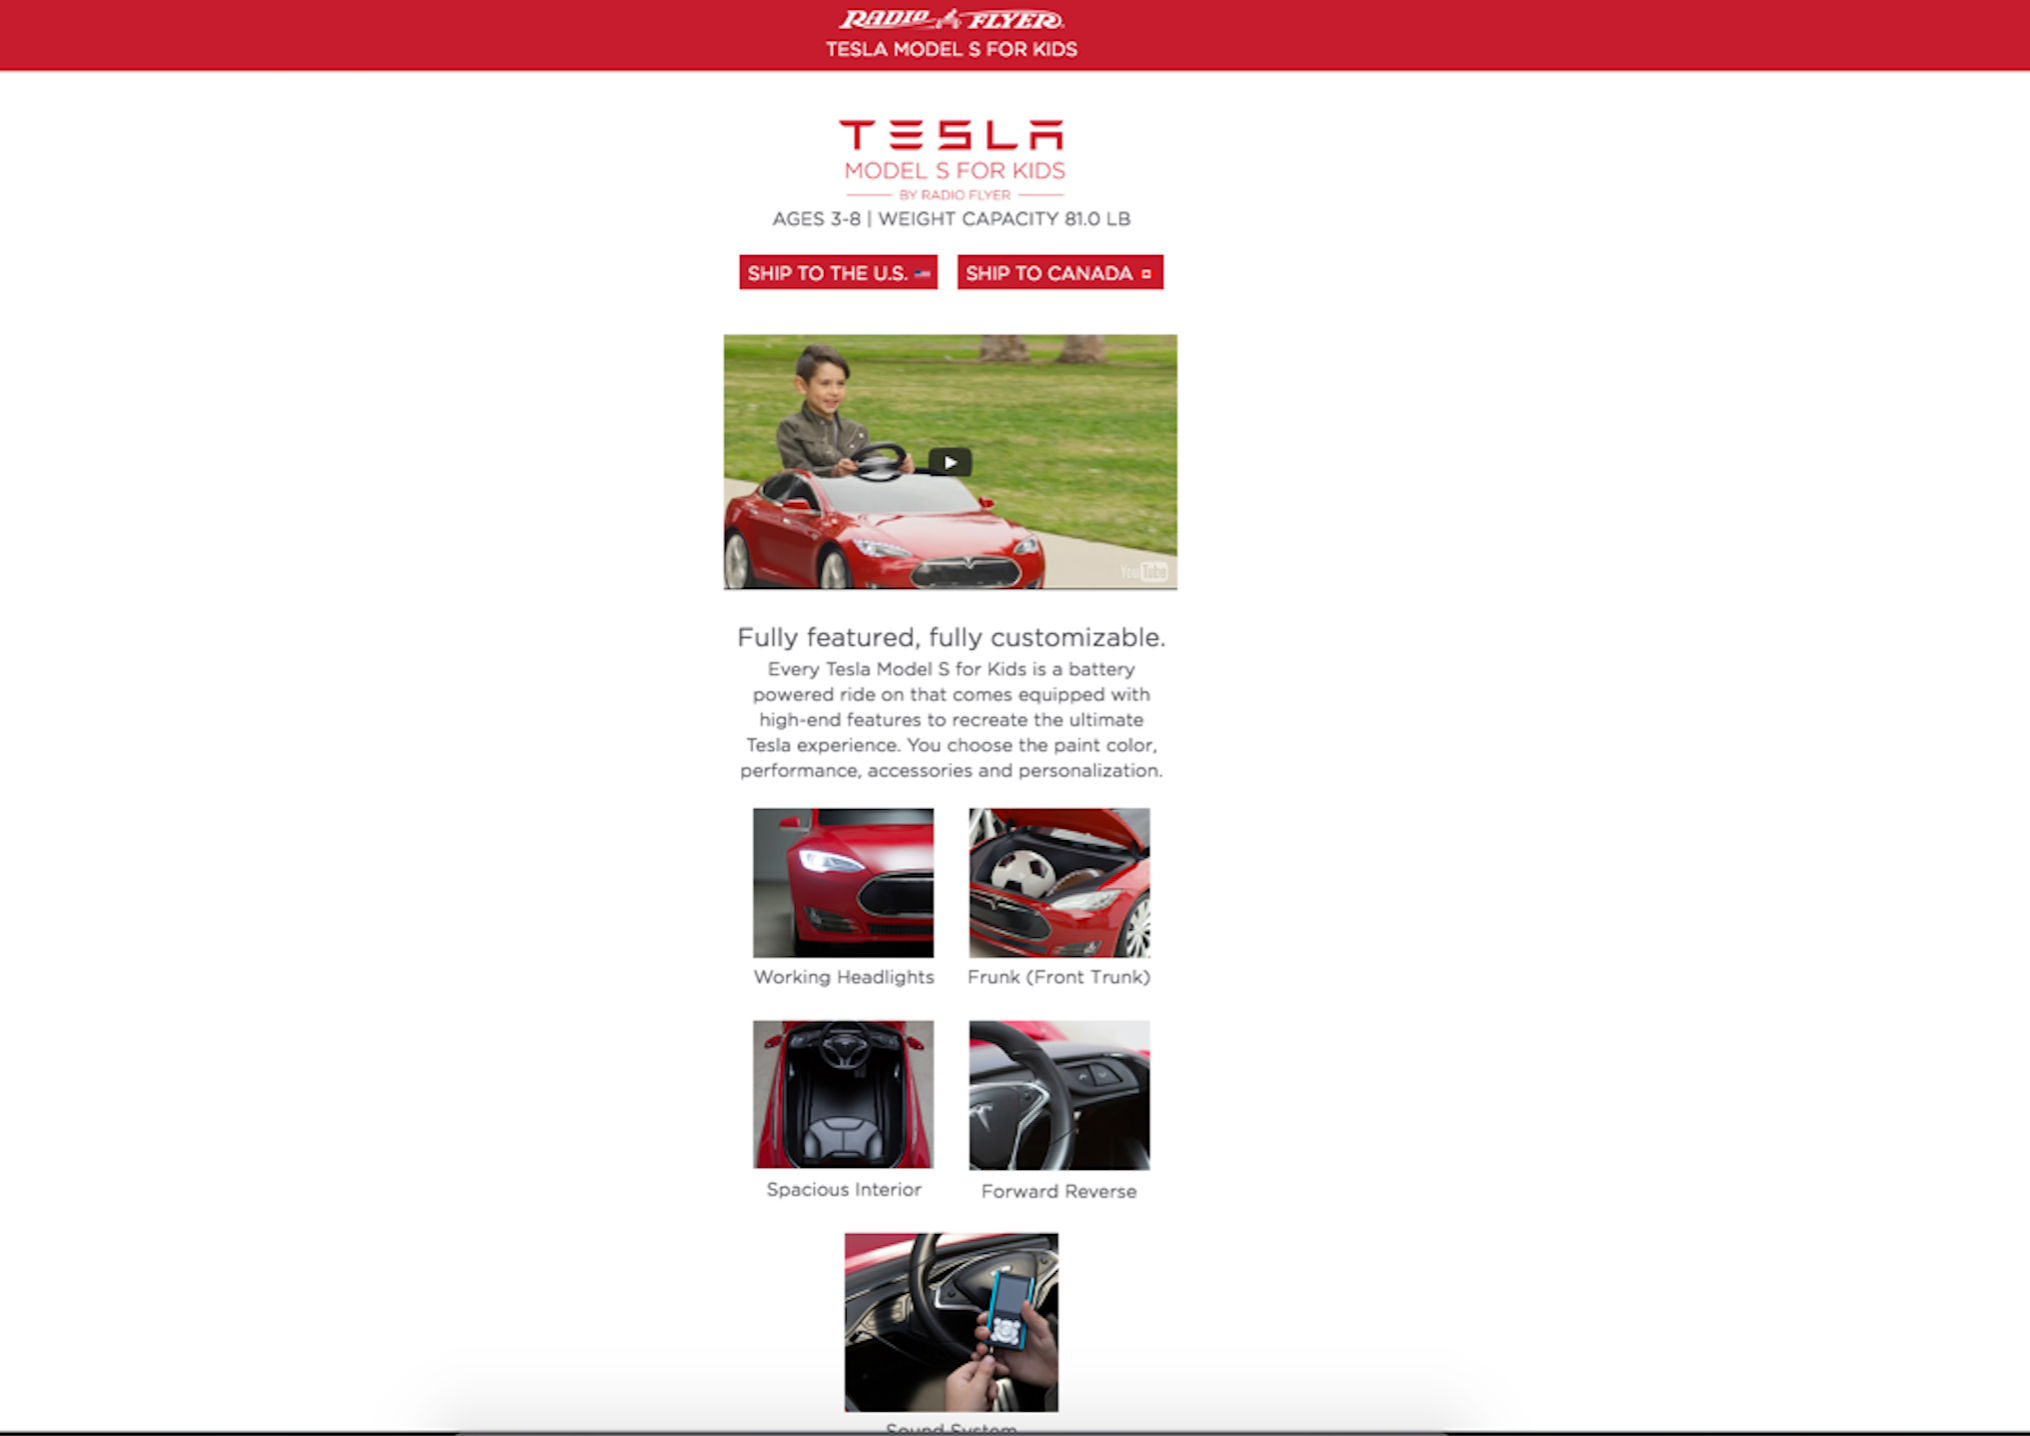 RADIO FLYER
TESLA MODEL S FOR KIDS
TESLA
MODEL S FOR KIDS
BY RADIO FLYER
AGES 3-8 | WEIGHT CAPACITY 81.0 LB
SHIP TO THE U.S.
SHIP TO CANADA
YouTube
Fully featured, fully customizable.
Every Tesla Model S for Kids is a battery
powered ride on that comes equipped with
high-end features to recreate the ultimate
Tesla experience. You choose the paint color,
performance, accessories and personalization.
Working Headlights
Frunk (Front Trunk)
Spacious Interior
Forward Reverse
Sound System